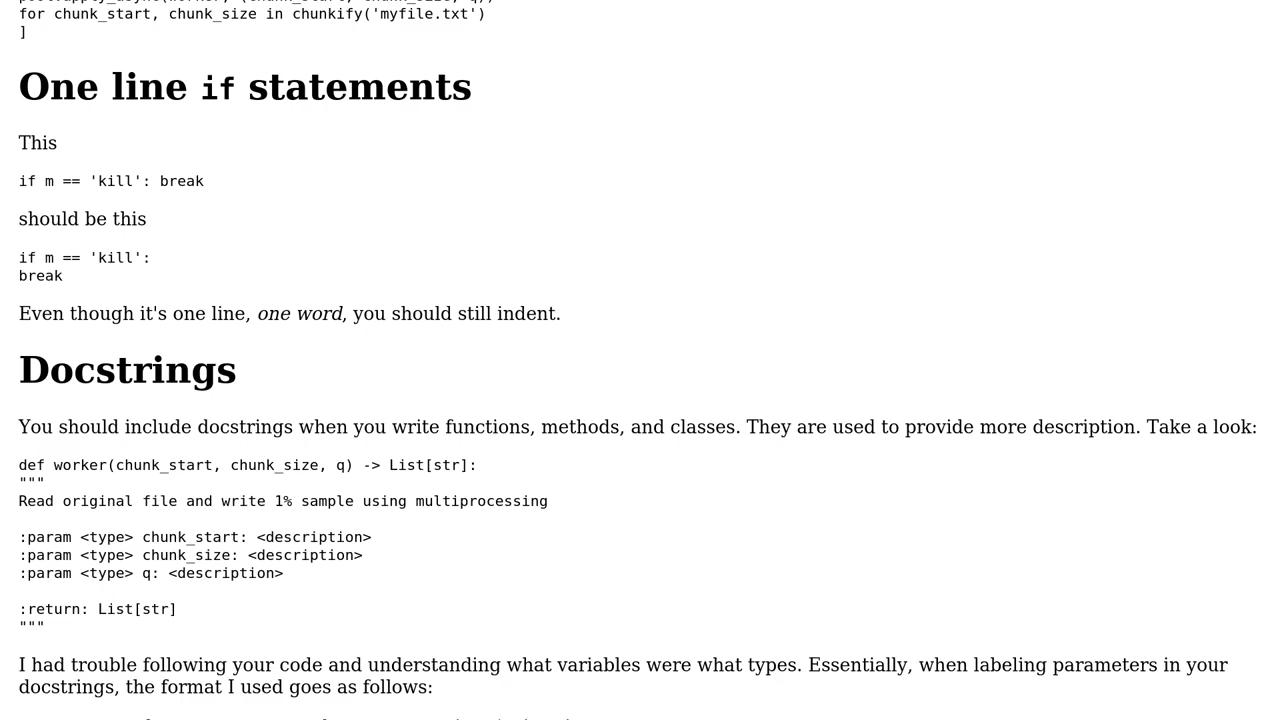 for chunk_start, chunk_size in chunkify('myfile.txt')
]
One line if statements
This
if m == 'kill': break
should be this
if m == 'kill':
break
Even though it's one line, one word, you should still indent.
Docstrings
You should include docstrings when you write functions, methods, and classes. They are used to provide more description. Take a look:
def worker(chunk_start, chunk_size, q) -> List[str]:
"""
Read original file and write 1% sample using multiprocessing
:param <type> chunk_start: <description>
:param <type> chunk_size: <description>
:param <type> q: <description>
:return: List[str]
"""
I had trouble following your code and understanding what variables were what types. Essentially, when labeling parameters in your
docstrings, the format I used goes as follows: